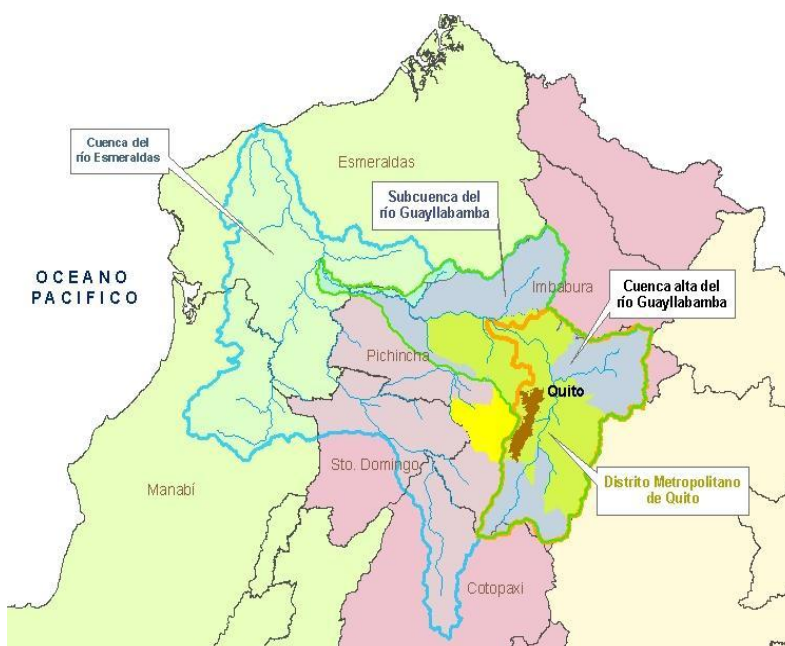 Cuenca del
río Esmeraldas
Esmeraldas
Subcuenca del
río Guayllabamba
OCEANO
PACIFICO
Imbabura
Cuenca alta del
río Guayllabamba
Pichincha
Quito
Sto. Domingo
Manabí
Distrito Metropolitano
de Quito
Cotopaxi